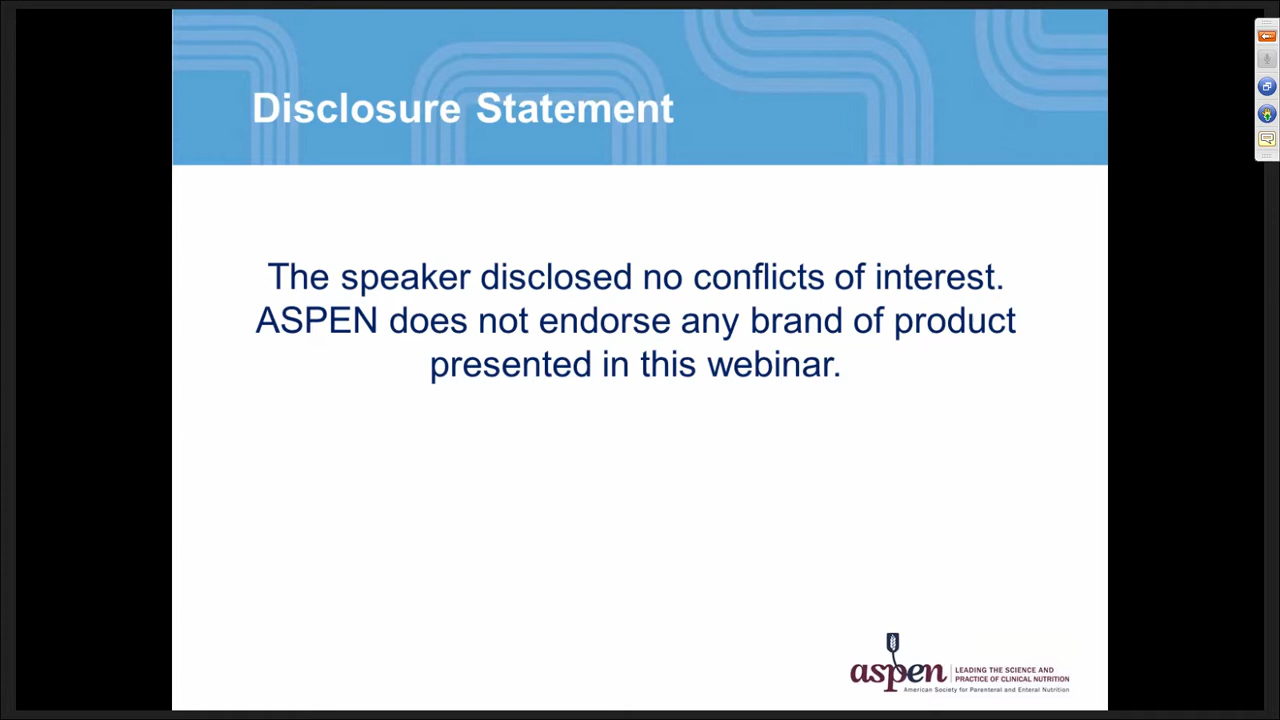 Disclosure Statement
The speaker disclosed no conflicts of interest.
ASPEN does not endorse any brand of product
presented in this webinar.
aspen
LEADING THE SCIENCE AND
PRACTICE OF CLINICAL NUTRITION
American Society for Parenteral and Enteral Nutrition